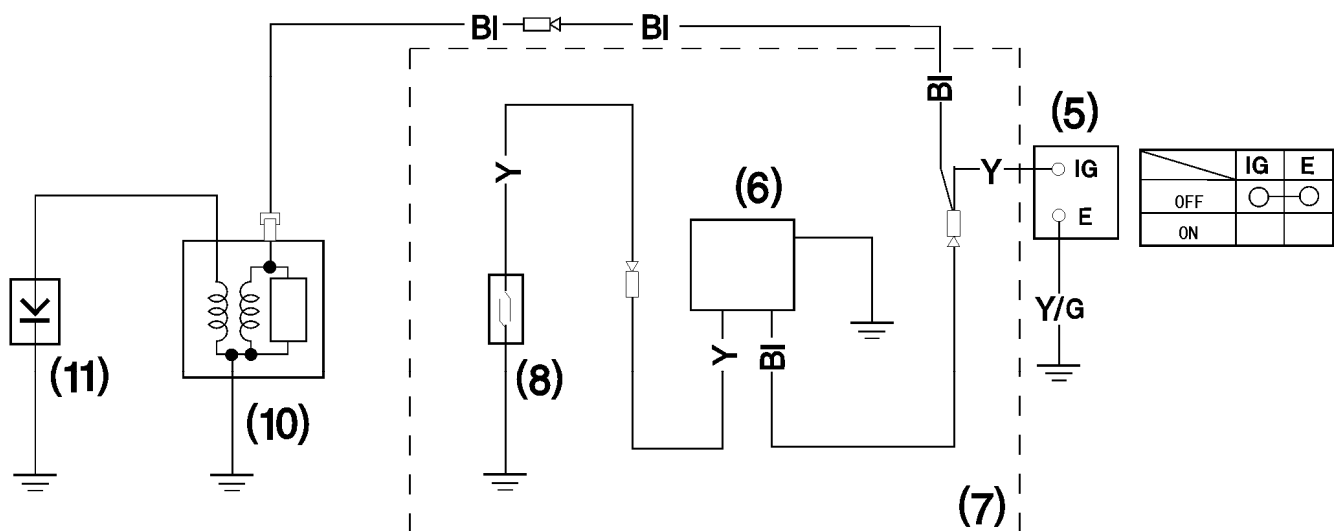 Bl Bl
Bl
(5)
Y
Y
IG
E
IG E
OFF
ON
(6)
Y/G
Y
Bl
(11)
(8)
(10)
(7)